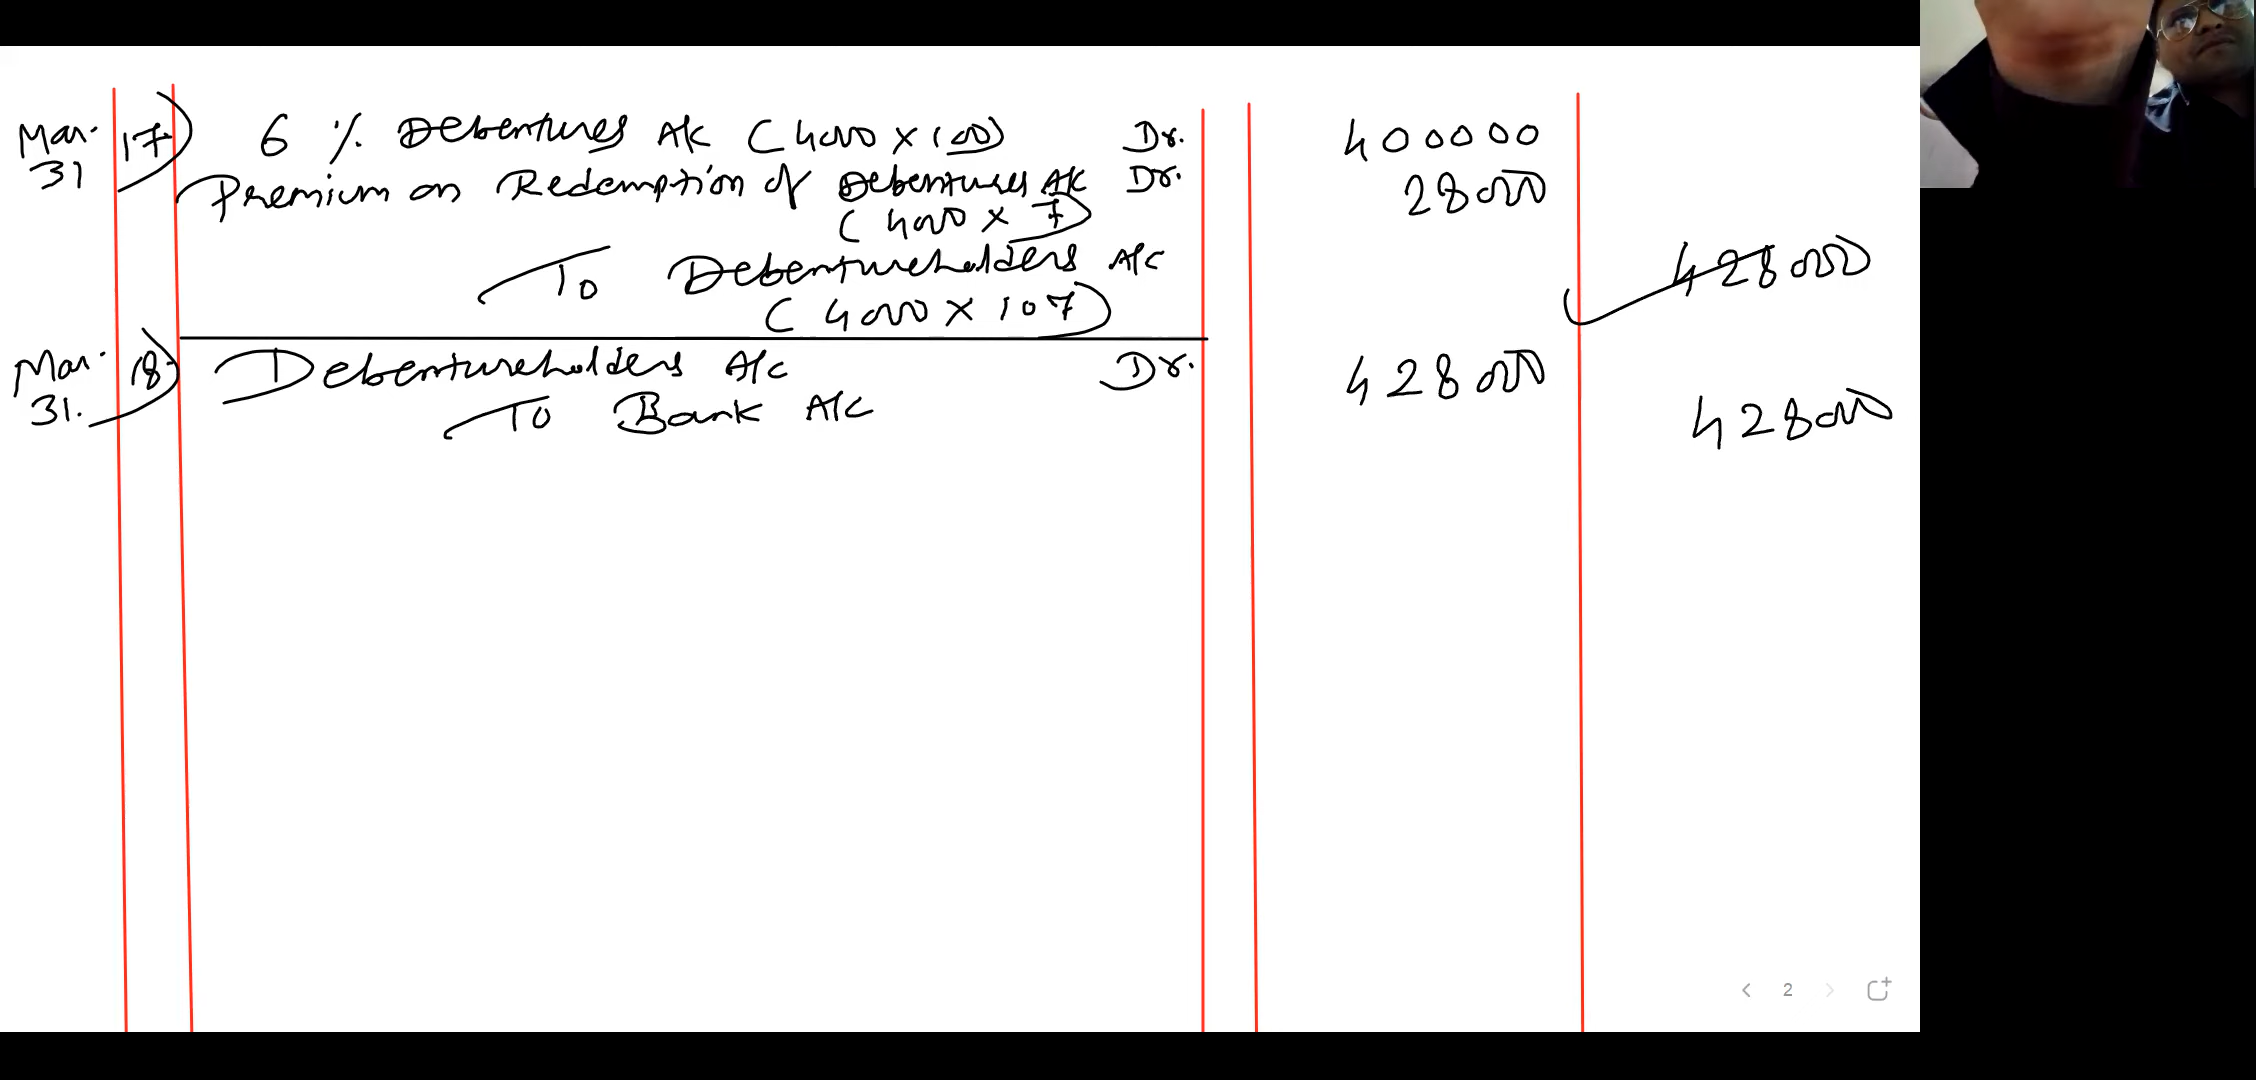 Mar. 31 17) 6 % Debentures A/c (4000 x 100) Dr. 400000
Premium on Redemption of Debentures A/c Dr. 28000
(4000 x 7)
To Debentureholders A/c 428000
(4000 x 107)
Mar. 31. 18) Debentureholders A/c Dr. 428000
To Bank A/c 428000
2